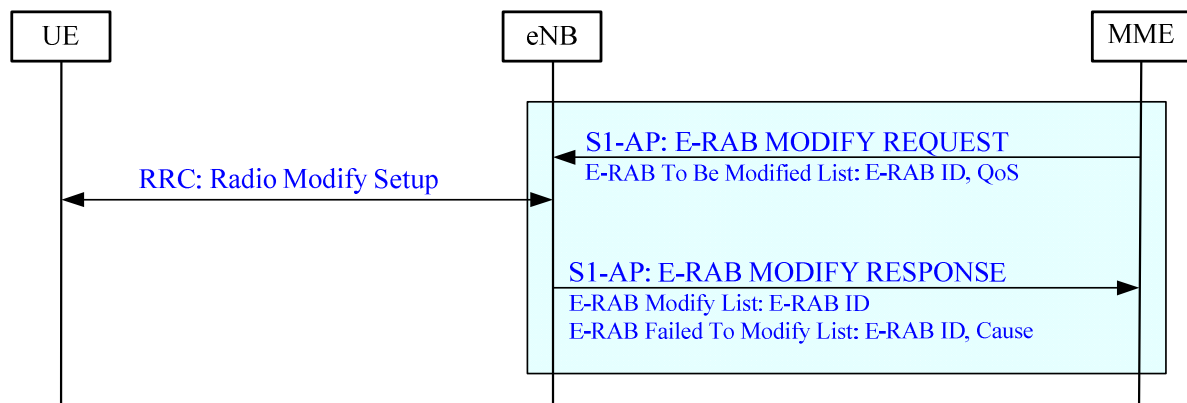 UE
eNB
MME
S1-AP: E-RAB MODIFY REQUEST
E-RAB To Be Modified List: E-RAB ID, QoS
RRC: Radio Modify Setup
S1-AP: E-RAB MODIFY RESPONSE
E-RAB Modify List: E-RAB ID
E-RAB Failed To Modify List: E-RAB ID, Cause